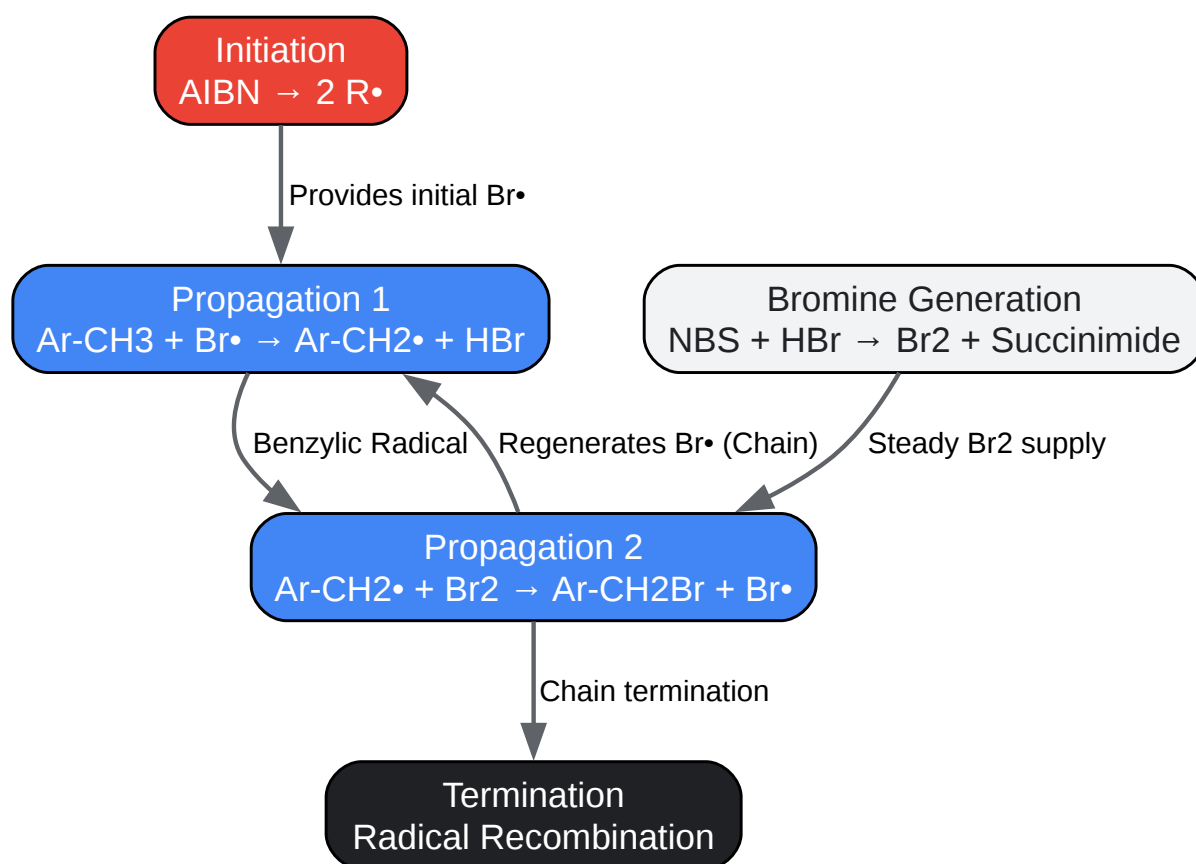 Initiation
AIBN → 2 R•
Provides initial Br•
Propagation 1
Ar-CH3 + Br• → Ar-CH2• + HBr
Bromine Generation
NBS + HBr → Br2 + Succinimide
Benzylic Radical
Regenerates Br• (Chain)
Steady Br2 supply
Propagation 2
Ar-CH2• + Br2 → Ar-CH2Br + Br•
Chain termination
Termination
Radical Recombination